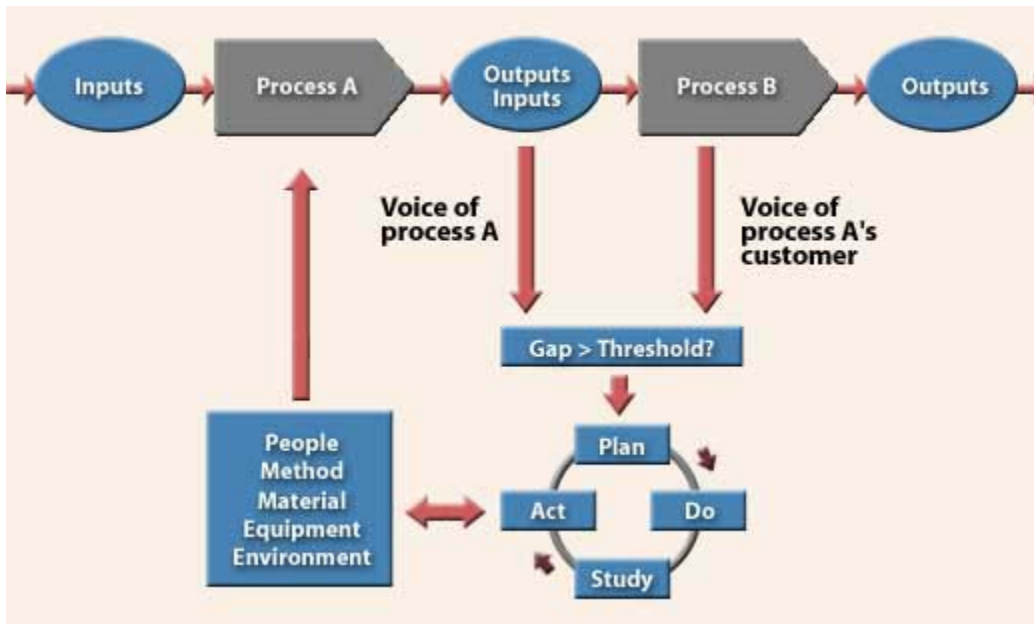 Inputs
Process A
Outputs
Inputs
Process B
Outputs
Voice of
process A
Voice of
process A's
customer
Gap > Threshold?
People
Method
Material
Equipment
Environment
Plan
Act
Do
Study